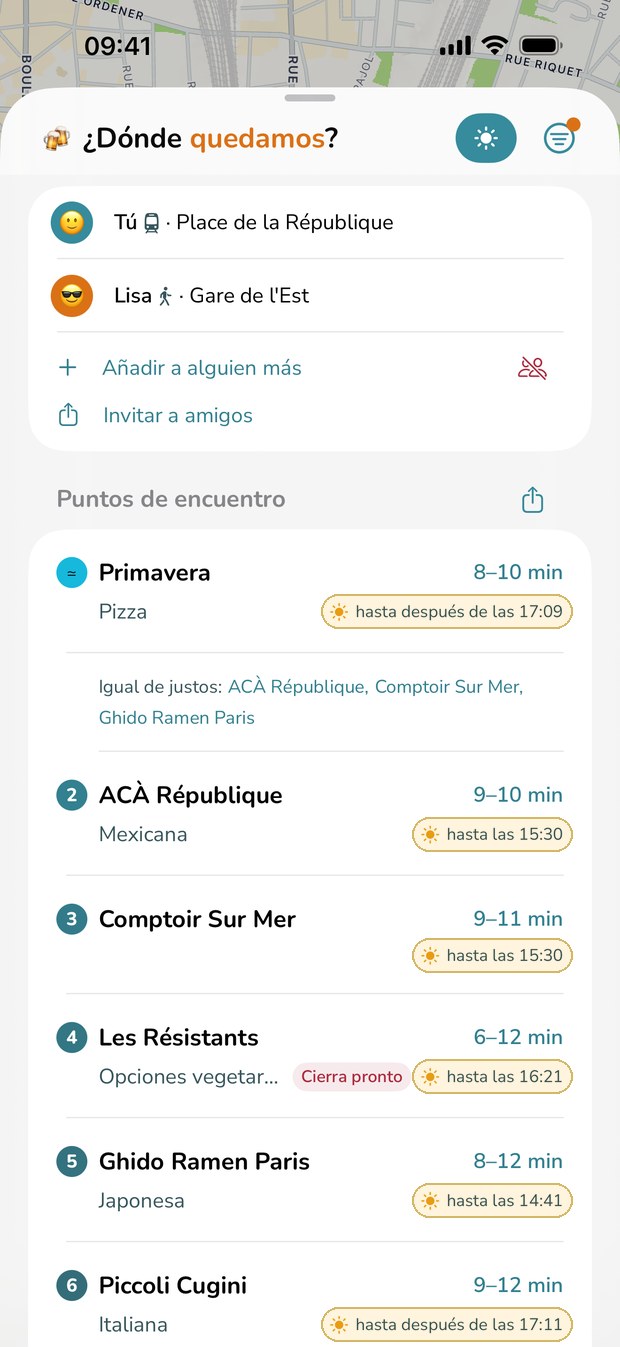 ORDENER
09:41
BOUL
RUE
RUE
PAJOL
RUE RIQUET
RUE
¿Dónde quedamos?
Tú · Place de la République
Lisa · Gare de l'Est
Añadir a alguien más
Invitar a amigos
Puntos de encuentro
≈ Primavera 8–10 min
Pizza hasta después de las 17:09
Igual de justos: ACÀ République, Comptoir Sur Mer,
Ghido Ramen Paris
2 ACÀ République 9–10 min
Mexicana hasta las 15:30
3 Comptoir Sur Mer 9–11 min
hasta las 15:30
4 Les Résistants 6–12 min
Opciones vegetar... Cierra pronto hasta las 16:21
5 Ghido Ramen Paris 8–12 min
Japonesa hasta las 14:41
6 Piccoli Cugini 9–12 min
Italiana hasta después de las 17:11